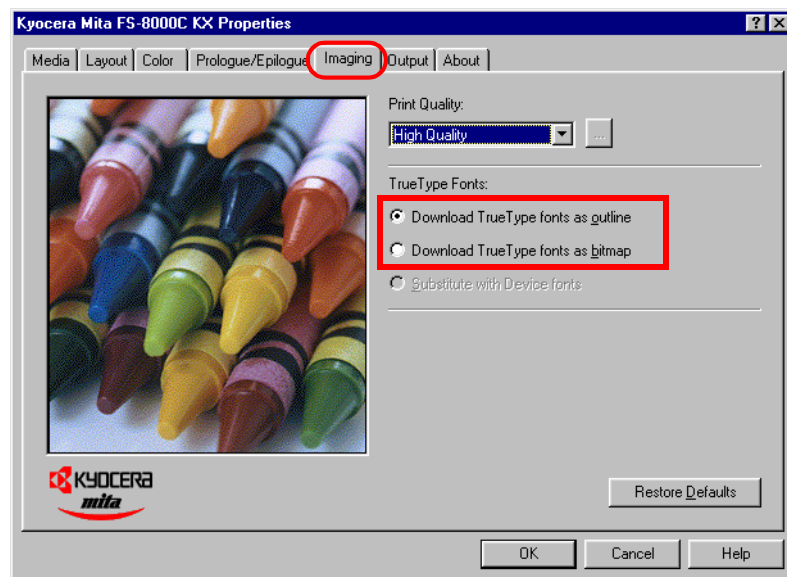 Kyocera Mita FS-8000C KX Properties
Media Layout Color Prologue/Epilogue Imaging Output About
Print Quality:
High Quality ...
TrueType Fonts:
Download TrueType fonts as outline
Download TrueType fonts as bitmap
Substitute with Device fonts
KYOCERA
mita
Restore Defaults
OK Cancel Help